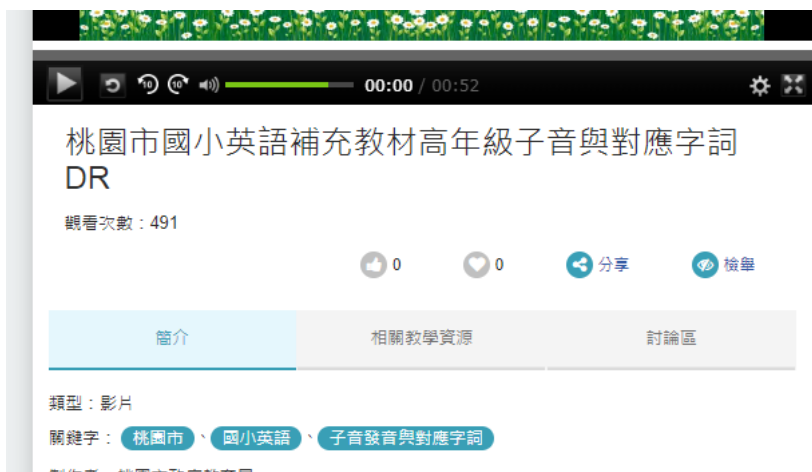 00:00 / 00:52
桃園市國小英語補充教材高年級子音與對應字詞
DR
觀看次數：491
0 0 分享 檢舉
簡介 相關教學資源 討論區
類型：影片
關鍵字： 桃園市 、 國小英語 、 子音發音與對應字詞